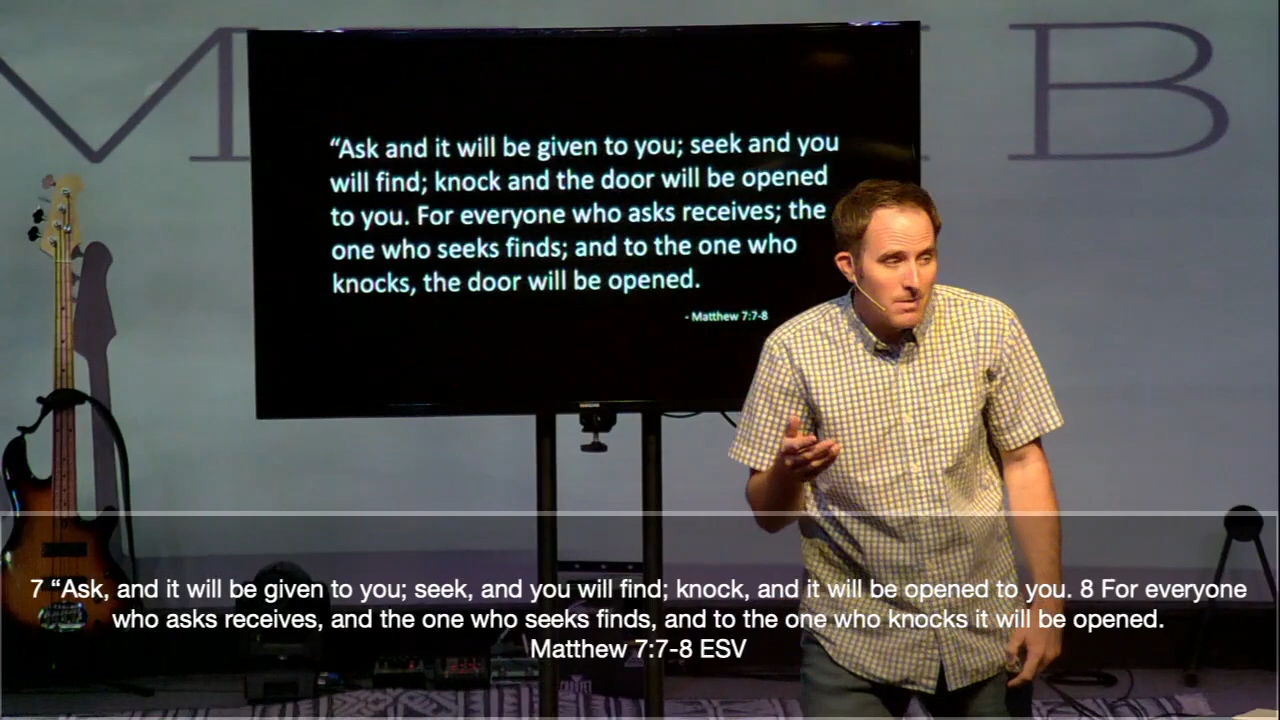 M B
“Ask and it will be given to you; seek and you
will find; knock and the door will be opened
to you. For everyone who asks receives; the
one who seeks finds; and to the one who
knocks, the door will be opened.
- Matthew 7:7-8
7 “Ask, and it will be given to you; seek, and you will find; knock, and it will be opened to you. 8 For everyone
who asks receives, and the one who seeks finds, and to the one who knocks it will be opened.
Matthew 7:7-8 ESV